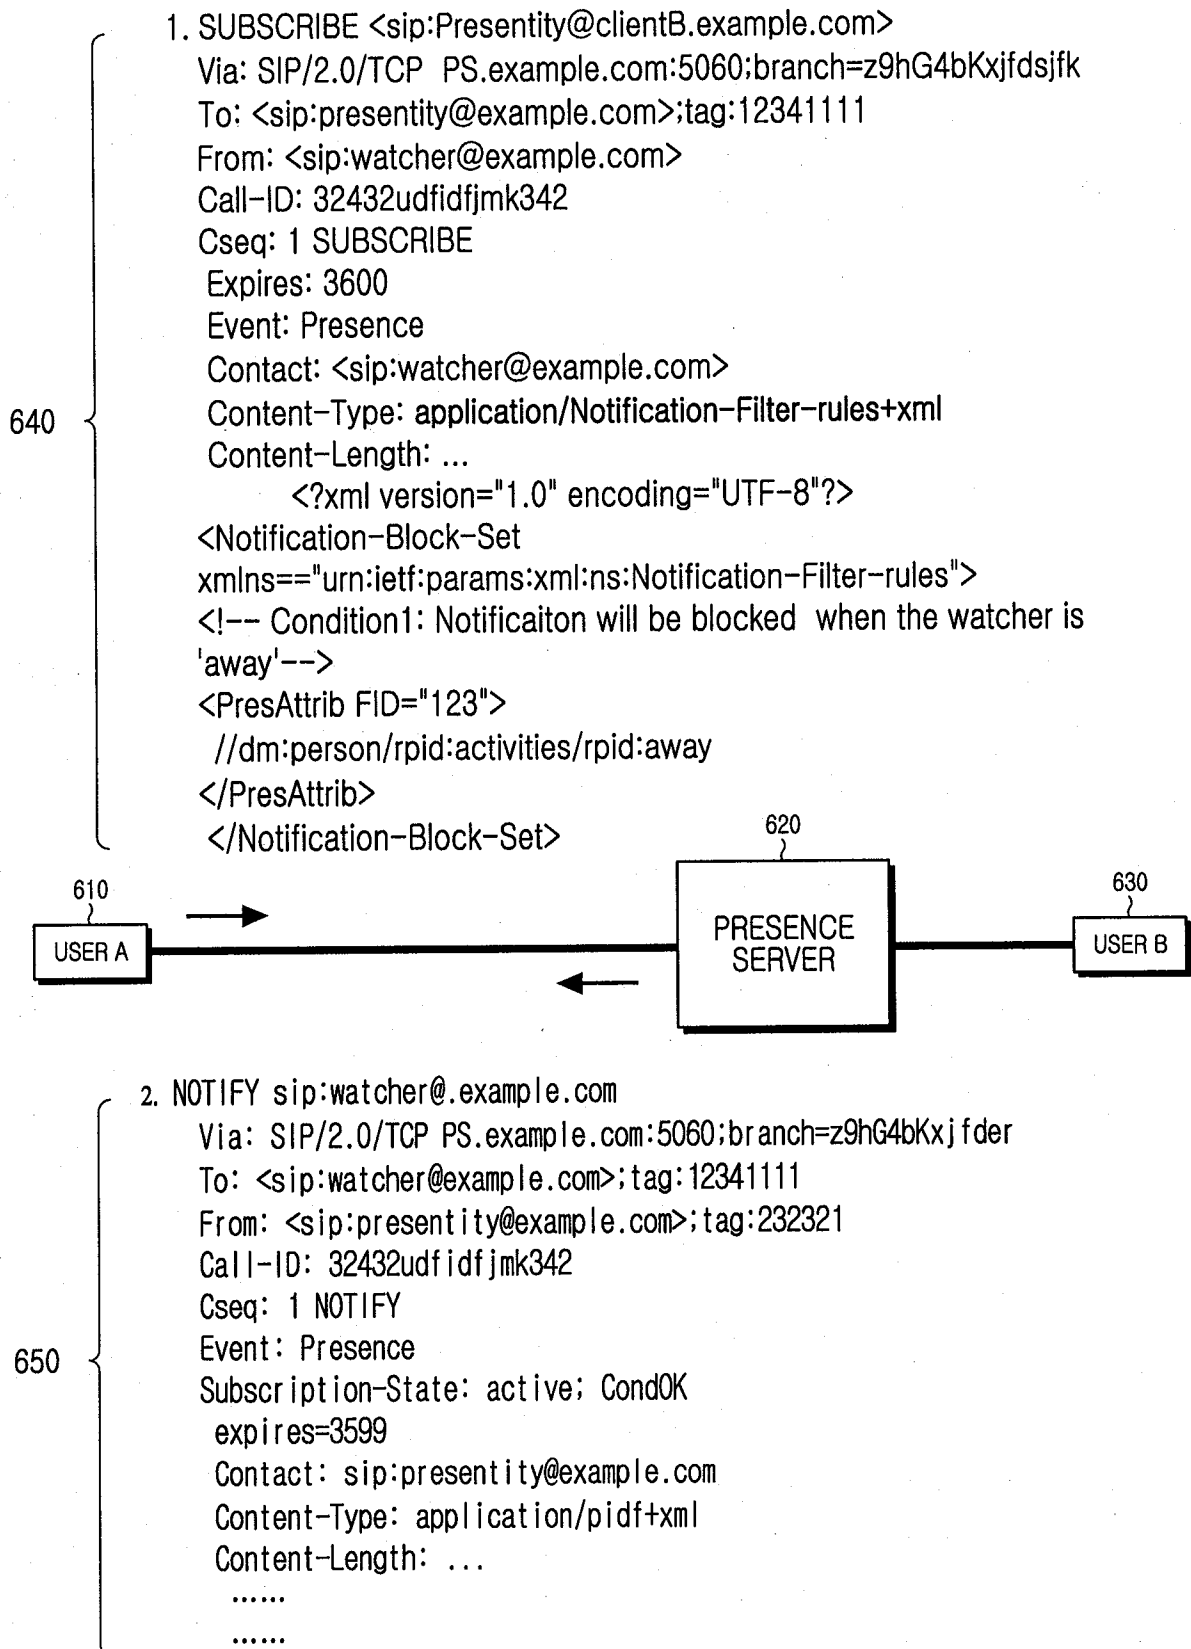 1. SUBSCRIBE <sip:Presentity@clientB.example.com>
Via: SIP/2.0/TCP PS.example.com:5060;branch=z9hG4bKxjfdsjfk
To: <sip:presentity@example.com>;tag:12341111
From: <sip:watcher@example.com>
Call-ID: 32432udfidfjmk342
Cseq: 1 SUBSCRIBE
Expires: 3600
Event: Presence
Contact: <sip:watcher@example.com>
640
Content-Type: application/Notification-Filter-rules+xml
Content-Length: ...
<?xml version="1.0" encoding="UTF-8"?>
<Notification-Block-Set
xmlns=="urn:ietf:params:xml:ns:Notification-Filter-rules">
<!-- Condition1: Notificaiton will be blocked when the watcher is
'away'-->
<PresAttrib FID="123">
//dm:person/rpid:activities/rpid:away
</PresAttrib>
</Notification-Block-Set>
610
USER A
620
PRESENCE
SERVER
630
USER B
2. NOTIFY sip:watcher@.example.com
Via: SIP/2.0/TCP PS.example.com:5060;branch=z9hG4bKxjfder
To: <sip:watcher@example.com>;tag:12341111
From: <sip:presentity@example.com>;tag:232321
Call-ID: 32432udfidfjmk342
Cseq: 1 NOTIFY
Event: Presence
650
Subscription-State: active; CondOK
expires=3599
Contact: sip:presentity@example.com
Content-Type: application/pidf+xml
Content-Length: ...
......
......